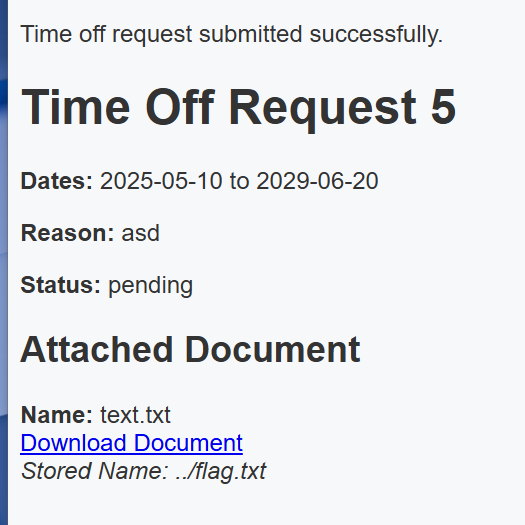 Time off request submitted successfully.
Time Off Request 5
Dates: 2025-05-10 to 2029-06-20
Reason: asd
Status: pending
Attached Document
Name: text.txt
Download Document
Stored Name: ../flag.txt